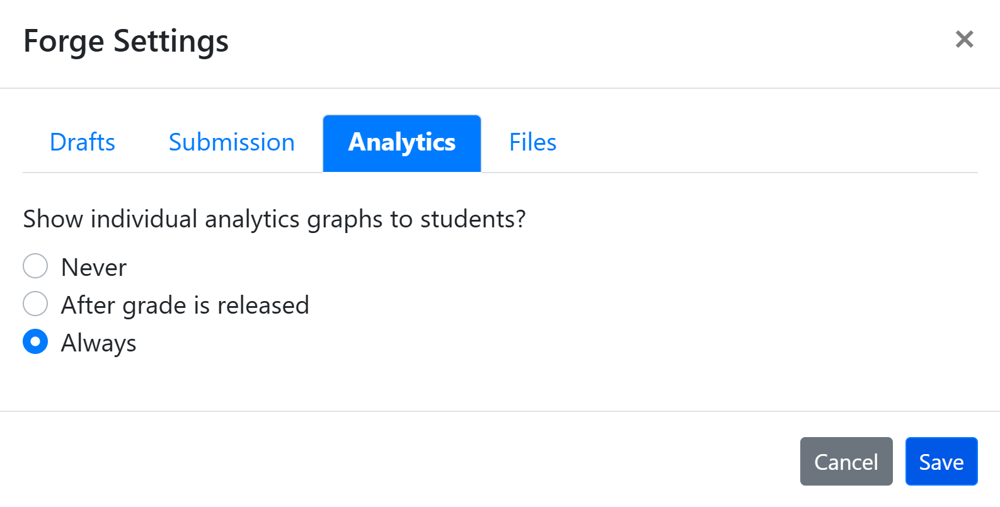 Forge Settings
Drafts Submission Analytics Files
Show individual analytics graphs to students?
Never
After grade is released
Always
Cancel Save